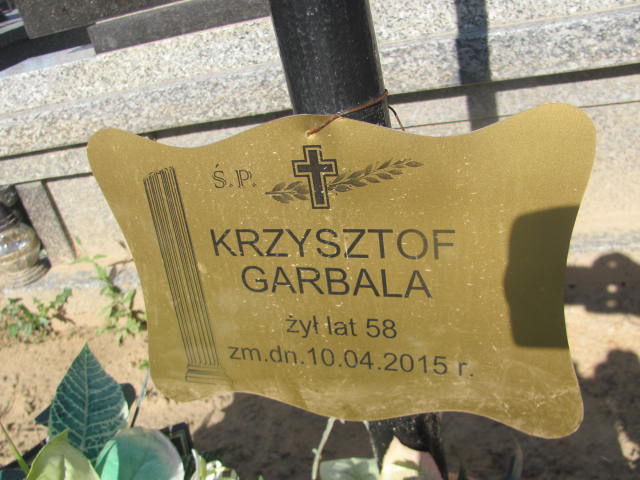 Ś.P.
KRZYSZTOF
GARBALA
żył lat 58
zm.dn.10.04.2015 r.